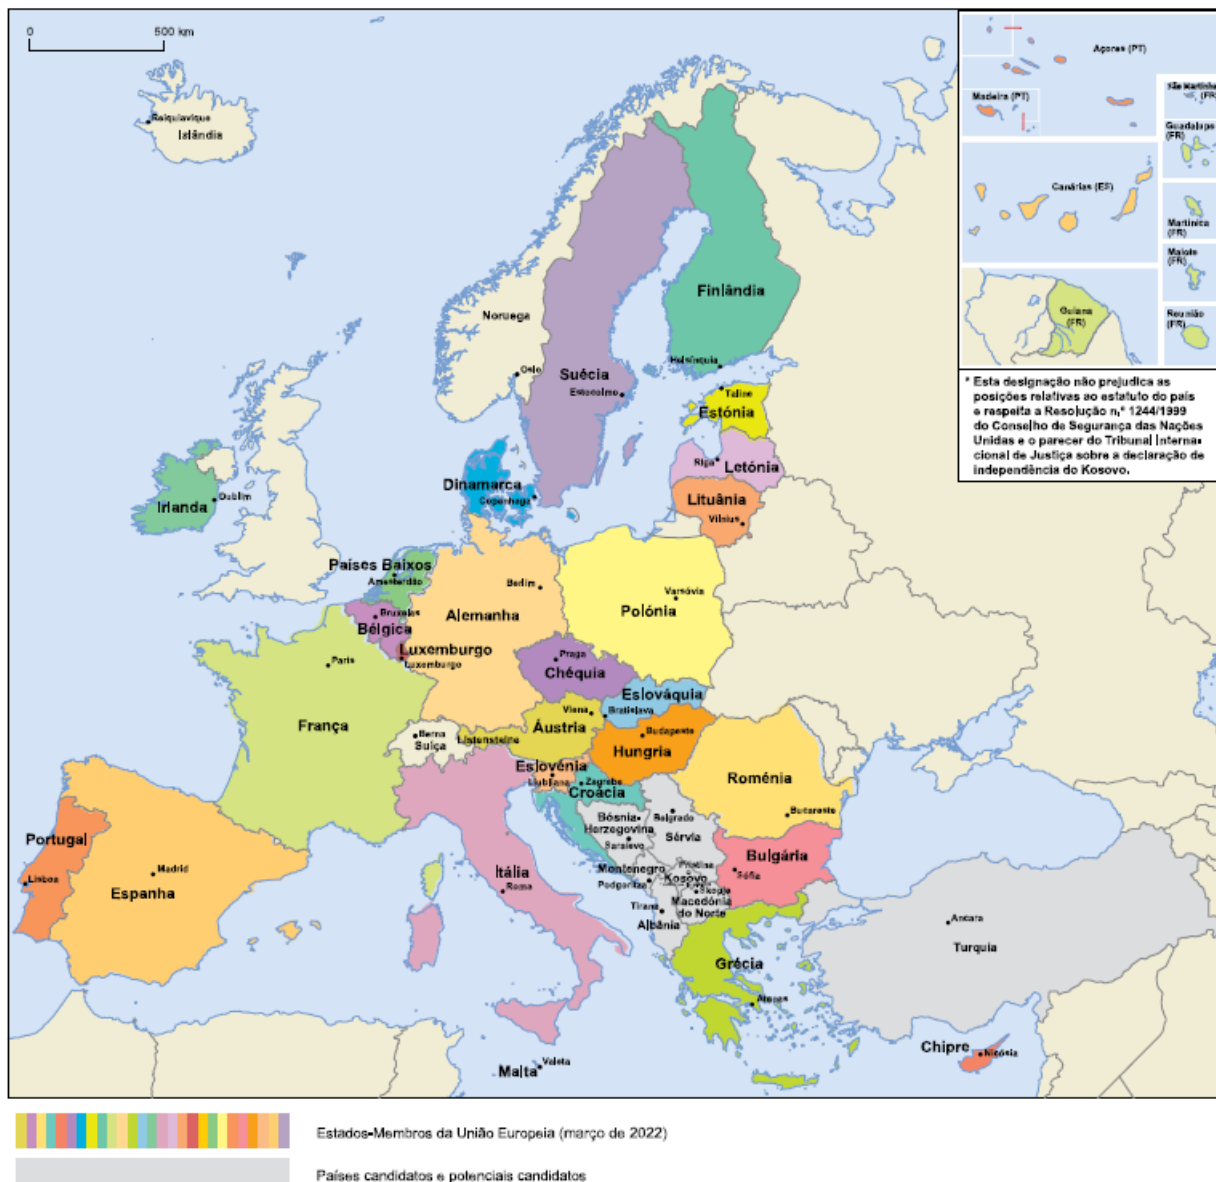 0
500 km
Reiquiavique
Islândia
Açores (PT)
Madeira (PT)
São Martinho
(FR)
Guadalupe
(FR)
Canárias (ES)
Martinica
(FR)
Maiote
(FR)
Guiana
(FR)
Reunião
(FR)
* Esta designação não prejudica as
posições relativas ao estatuto do país
e respeita a Resolução n.° 1244/1999
do Conselho de Segurança das Nações
Unidas e o parecer do Tribunal Interna-
cional de Justiça sobre a declaração de
independência do Kosovo.
Finlândia
Noruega
Helsínquia
Oslo
Suécia
Estocolmo
Taline
Estónia
Riga
Letónia
Dinamarca
Copenhaga
Lituânia
Vílnius
Dublim
Irlanda
Países Baixos
Amesterdão
Berlim
Alemanha
Varsóvia
Polónia
Bruxelas
Bélgica
Luxemburgo
Luxemburgo
Paris
Praga
Chéquia
Eslováquia
Bratislava
Viena
Áustria
França
Berna
Suíça
Listenstaine
Budapeste
Hungria
Eslovénia
Liubliana
Zagrebe
Croácia
Roménia
Bucareste
Bósnia-
Herzegovina
Saraievo
Belgrado
Sérvia
Portugal
Lisboa
Madrid
Espanha
Itália
Roma
Montenegro
Podgoritza
Pristina
Kosovo
Bulgária
Sófia
Skopje
Macedónia
do Norte
Tirana
Albânia
Grécia
Atenas
Ancara
Turquia
Chipre
Nicósia
Malta
Valeta
Estados-Membros da União Europeia (março de 2022)
Países candidatos e potenciais candidatos